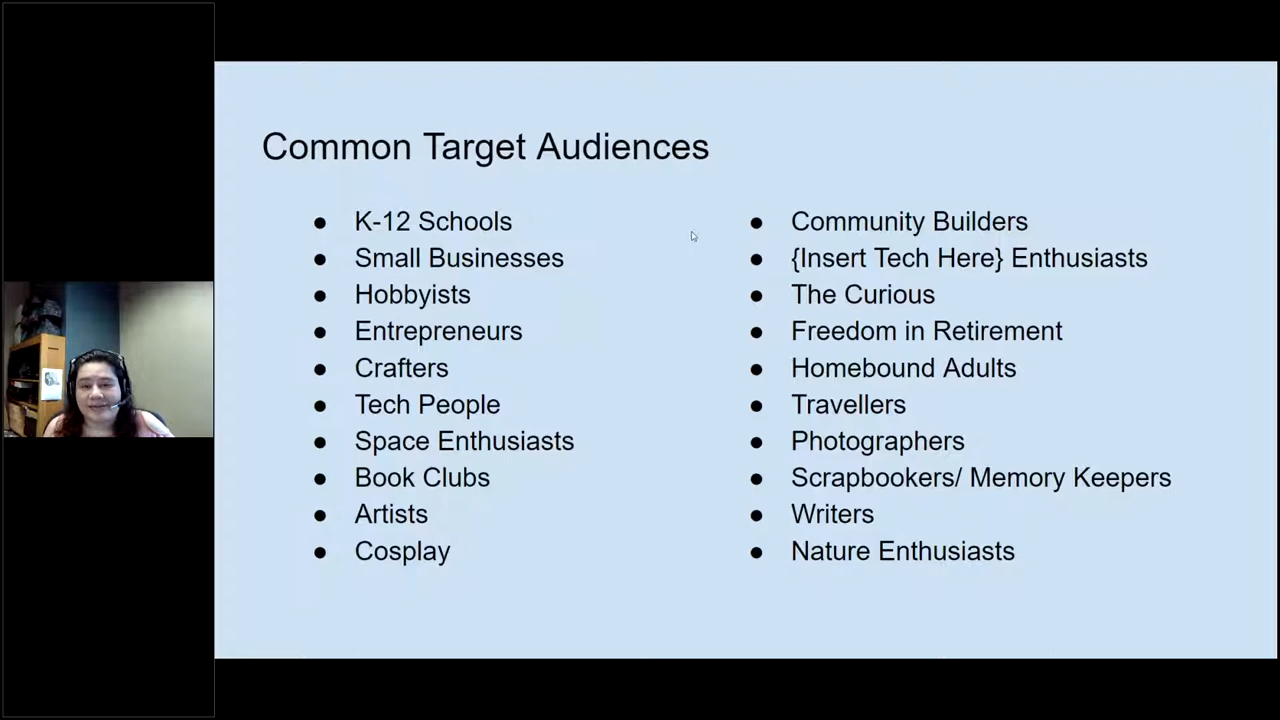 Common Target Audiences
● K-12 Schools
● Small Businesses
● Hobbyists
● Entrepreneurs
● Crafters
● Tech People
● Space Enthusiasts
● Book Clubs
● Artists
● Cosplay
● Community Builders
● {Insert Tech Here} Enthusiasts
● The Curious
● Freedom in Retirement
● Homebound Adults
● Travellers
● Photographers
● Scrapbookers/ Memory Keepers
● Writers
● Nature Enthusiasts